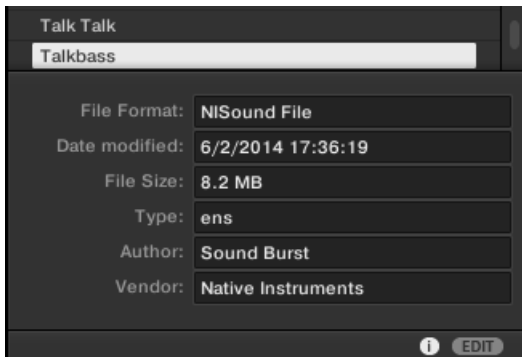 Talk Talk
Talkbass
File Format: NISound File
Date modified: 6/2/2014 17:36:19
File Size: 8.2 MB
Type: ens
Author: Sound Burst
Vendor: Native Instruments
i EDIT